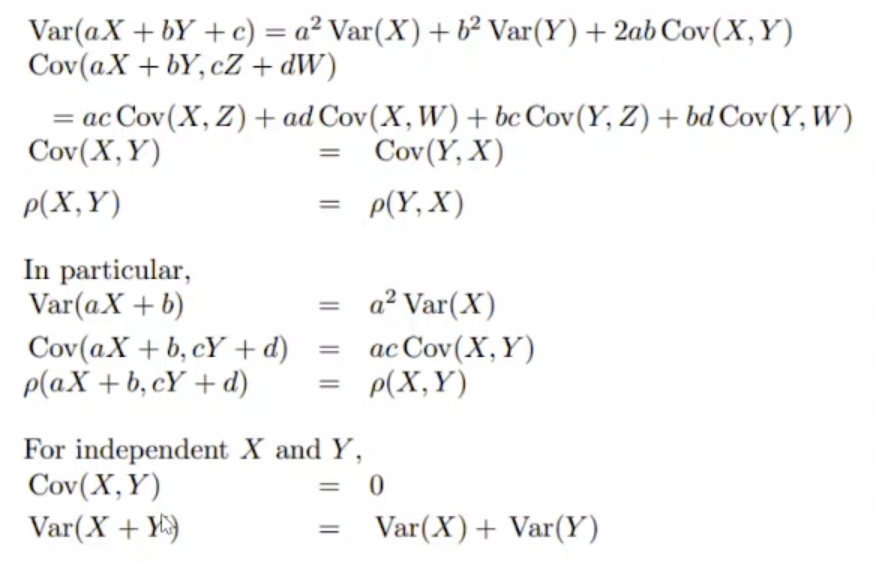 Var(aX + bY + c) = a² Var(X) + b² Var(Y) + 2ab Cov(X, Y)
Cov(aX + bY, cZ + dW)
= ac Cov(X, Z) + ad Cov(X, W) + bc Cov(Y, Z) + bd Cov(Y, W)
Cov(X, Y) = Cov(Y, X)
ρ(X, Y) = ρ(Y, X)
In particular,
Var(aX + b) = a² Var(X)
Cov(aX + b, cY + d) = ac Cov(X, Y)
ρ(aX + b, cY + d) = ρ(X, Y)
For independent X and Y,
Cov(X, Y) = 0
Var(X + Y) = Var(X) + Var(Y)